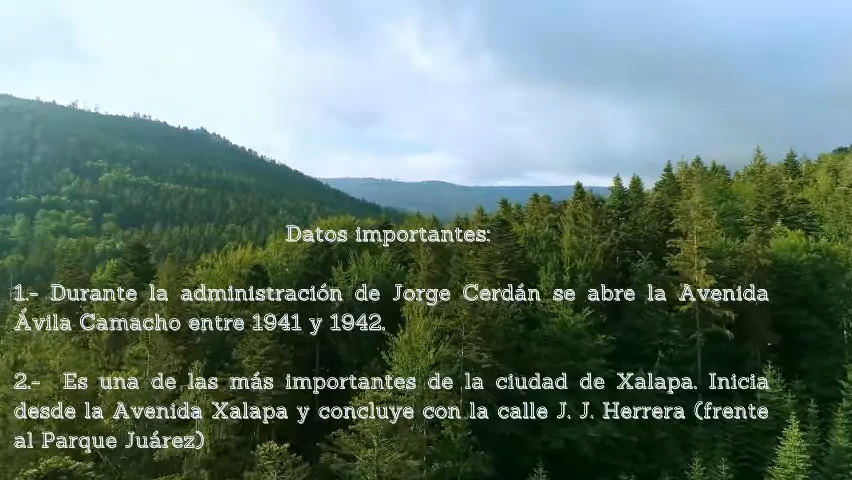 Datos importantes:
1.- Durante la administración de Jorge Cerdán se abre la Avenida
Ávila Camacho entre 1941 y 1942.
2.- Es una de las más importantes de la ciudad de Xalapa. Inicia
desde la Avenida Xalapa y concluye con la calle J. J. Herrera (frente
al Parque Juárez)